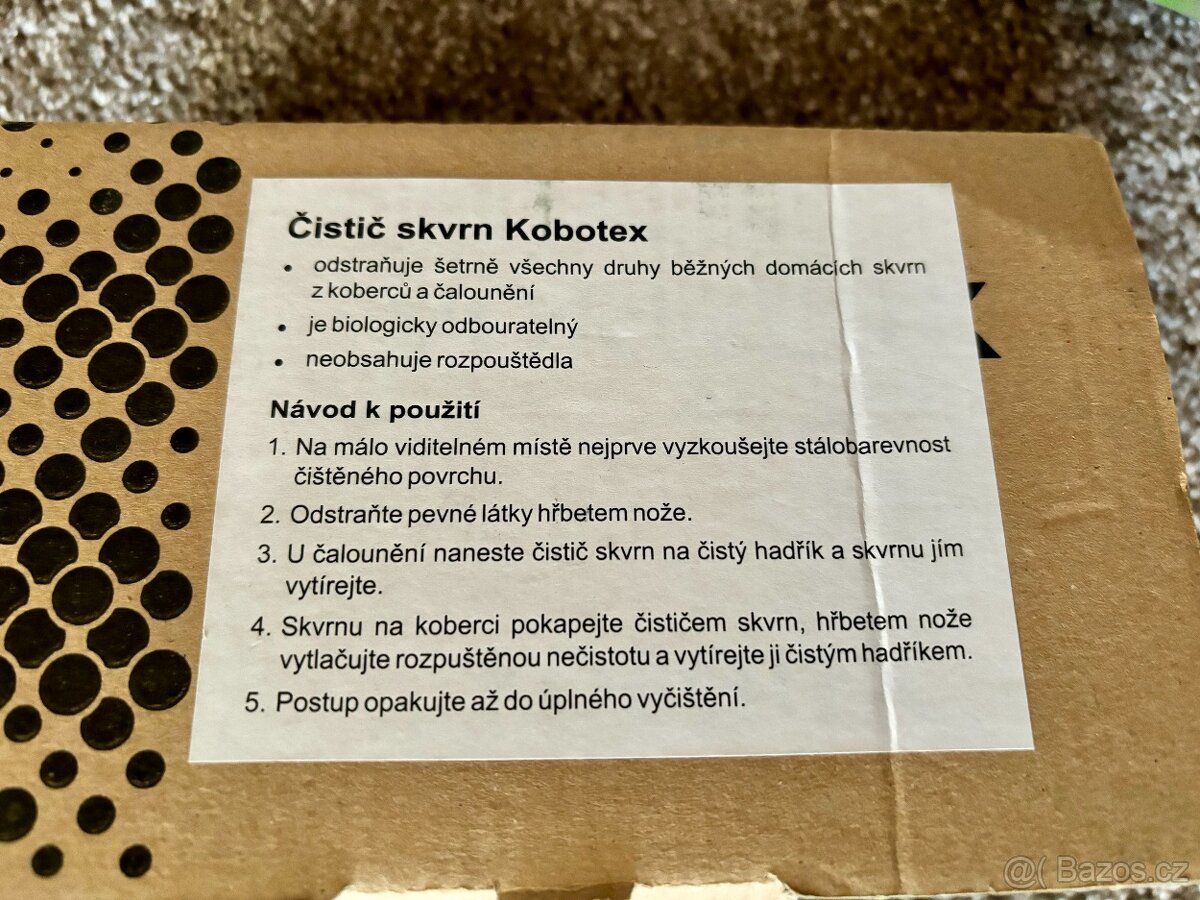 Čistič skvrn Kobotex
• odstraňuje šetrně všechny druhy běžných domácích skvrn
z koberců a čalounění
• je biologicky odbouratelný
• neobsahuje rozpouštědla
Návod k použití
1. Na málo viditelném místě nejprve vyzkoušejte stálobarevnost
čištěného povrchu.
2. Odstraňte pevné látky hřbetem nože.
3. U čalounění naneste čistič skvrn na čistý hadřík a skvrnu jím
vytírejte.
4. Skvrnu na koberci pokapejte čističem skvrn, hřbetem nože
vytlačujte rozpuštěnou nečistotu a vytírejte ji čistým hadříkem.
5. Postup opakujte až do úplného vyčištění.
@( Bazos.cz